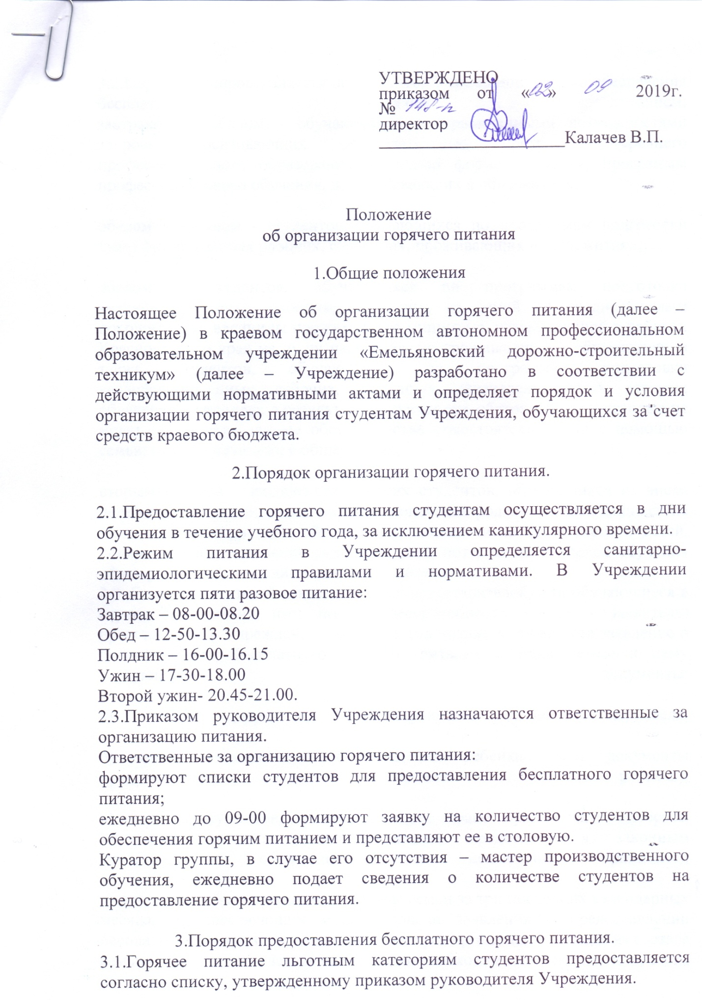 УТВЕРЖДЕНО
приказом от «02» 09 2019г.
№ 148-п
директор
Калачев В.П.
Положение
об организации горячего питания
1.Общие положения
Настоящее Положение об организации горячего питания (далее –
Положение) в краевом государственном автономном профессиональном
образовательном учреждении «Емельяновский дорожно-строительный
техникум» (далее – Учреждение) разработано в соответствии с
действующими нормативными актами и определяет порядок и условия
организации горячего питания студентам Учреждения, обучающихся за счет
средств краевого бюджета.
2.Порядок организации горячего питания.
2.1.Предоставление горячего питания студентам осуществляется в дни
обучения в течение учебного года, за исключением каникулярного времени.
2.2.Режим питания в Учреждении определяется санитарно-
эпидемиологическими правилами и нормативами. В Учреждении
организуется пяти разовое питание:
Завтрак – 08-00-08.20
Обед – 12-50-13.30
Полдник – 16-00-16.15
Ужин – 17-30-18.00
Второй ужин- 20.45-21.00.
2.3.Приказом руководителя Учреждения назначаются ответственные за
организацию питания.
Ответственные за организацию горячего питания:
формируют списки студентов для предоставления бесплатного горячего
питания;
ежедневно до 09-00 формируют заявку на количество студентов для
обеспечения горячим питанием и представляют ее в столовую.
Куратор группы, в случае его отсутствия – мастер производственного
обучения, ежедневно подает сведения о количестве студентов на
предоставление горячего питания.
3.Порядок предоставления бесплатного горячего питания.
3.1.Горячее питание льготным категориям студентов предоставляется
согласно списку, утвержденному приказом руководителя Учреждения.